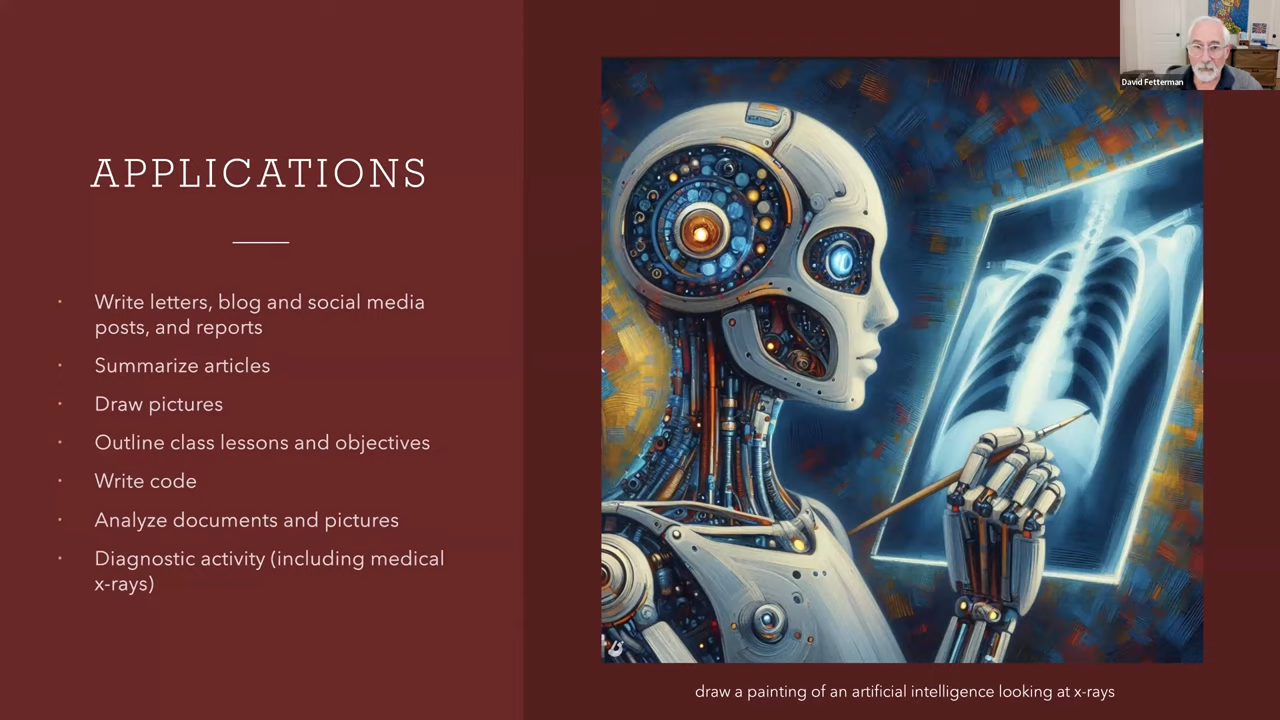 David Fetterman
APPLICATIONS
· Write letters, blog and social media
posts, and reports
· Summarize articles
· Draw pictures
· Outline class lessons and objectives
· Write code
· Analyze documents and pictures
· Diagnostic activity (including medical
x-rays)
draw a painting of an artificial intelligence looking at x-rays